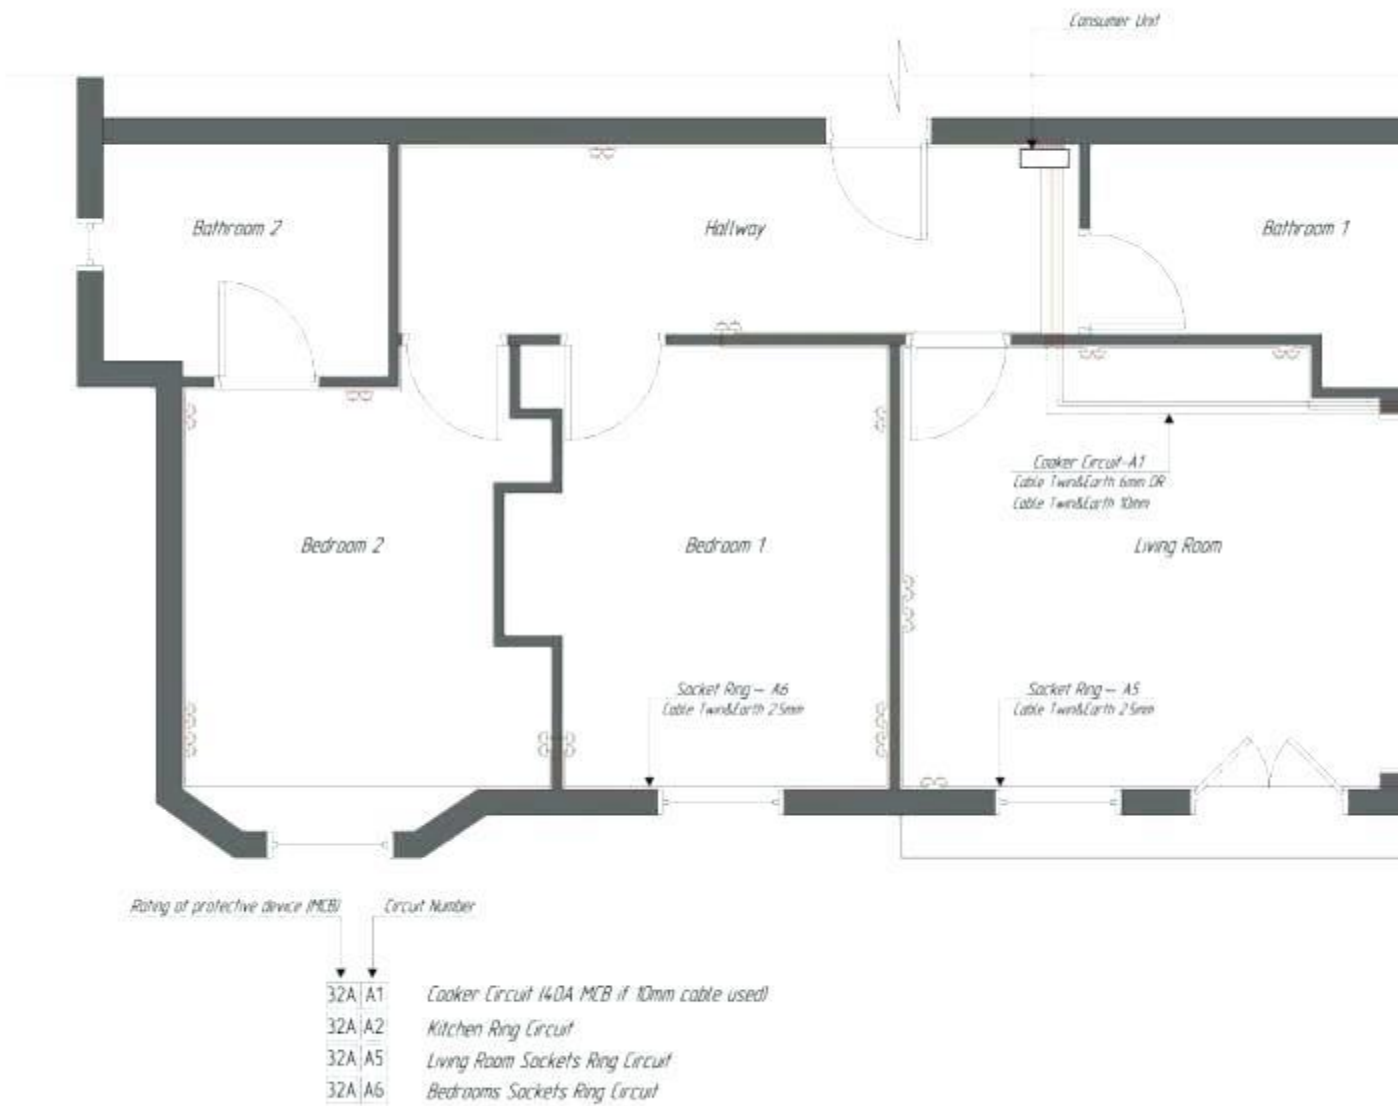 Consumer Unit
Bathroom 2
Hallway
Bathroom 1
Cooker Circuit-A1
Cable Twin&Earth 6mm OR
Cable Twin&Earth 10mm
Bedroom 2
Bedroom 1
Living Room
Socket Ring - A6
Cable Twin&Earth 2.5mm
Socket Ring - A5
Cable Twin&Earth 2.5mm
Rating of protective device (MCB)
Circuit Number
32A A1 Cooker Circuit (40A MCB if 10mm cable used)
32A A2 Kitchen Ring Circuit
32A A5 Living Room Sockets Ring Circuit
32A A6 Bedrooms Sockets Ring Circuit